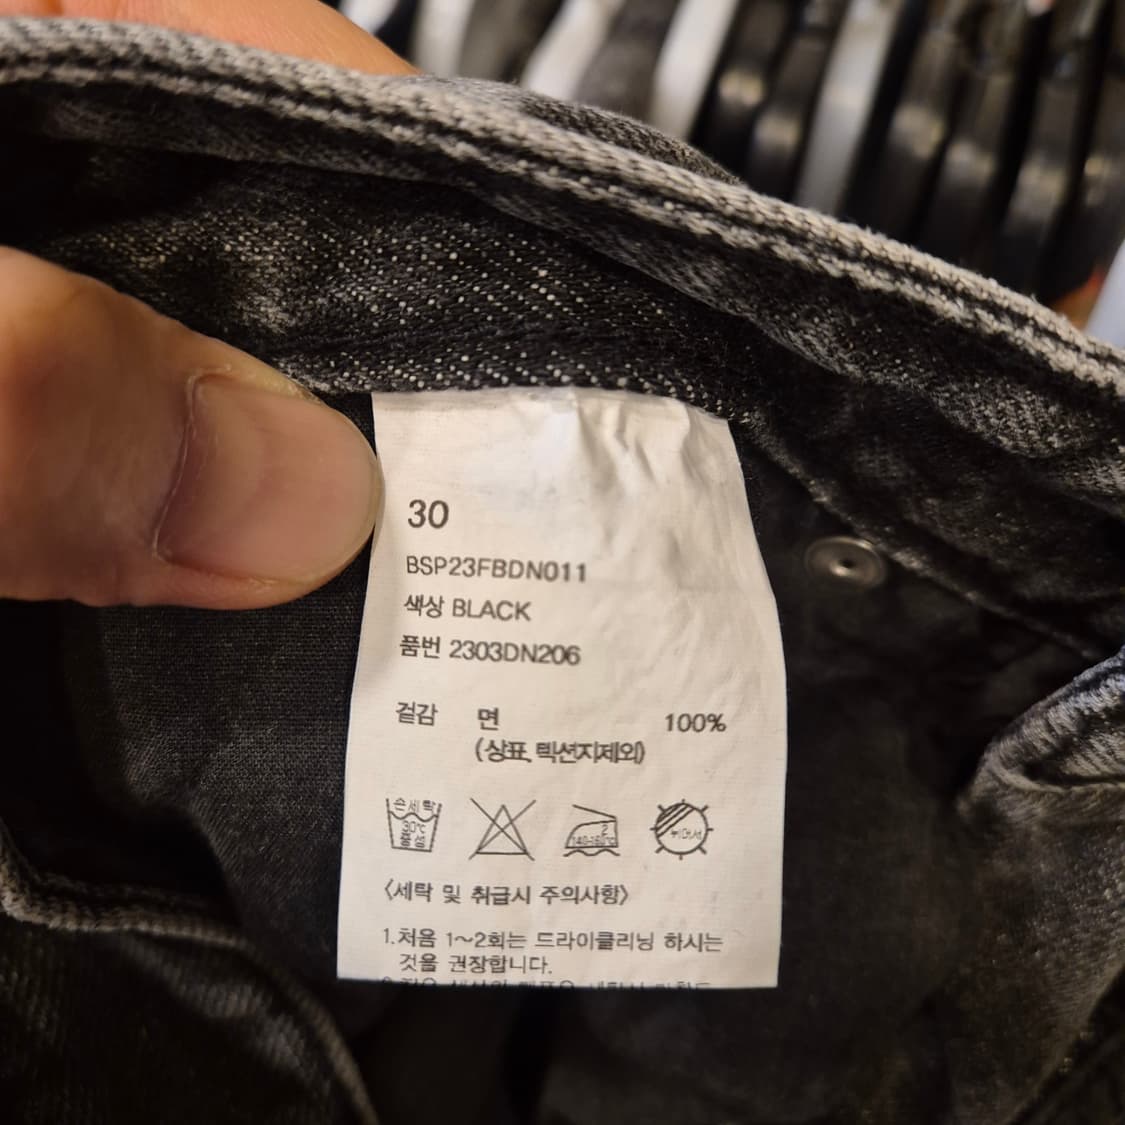 30
BSP23FBDN011
색상 BLACK
품번 2303DN206
겉감 면 100%
(상표, 텍션지제외)
손세탁
30℃
중성
2
140-160℃
뉘어서
〈세탁 및 취급시 주의사항〉
1.처음 1~2회는 드라이클리닝 하시는
것을 권장합니다.